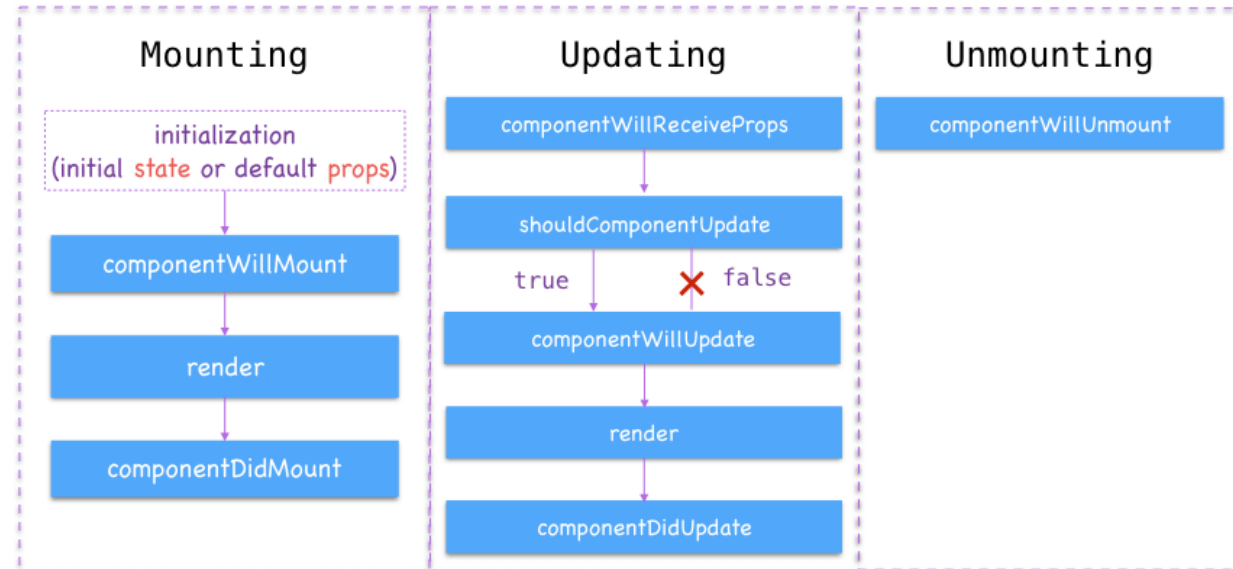 Mounting
initialization
(initial state or default props)
componentWillMount
render
componentDidMount
Updating
componentWillReceiveProps
shouldComponentUpdate
true
false
componentWillUpdate
render
componentDidUpdate
Unmounting
componentWillUnmount